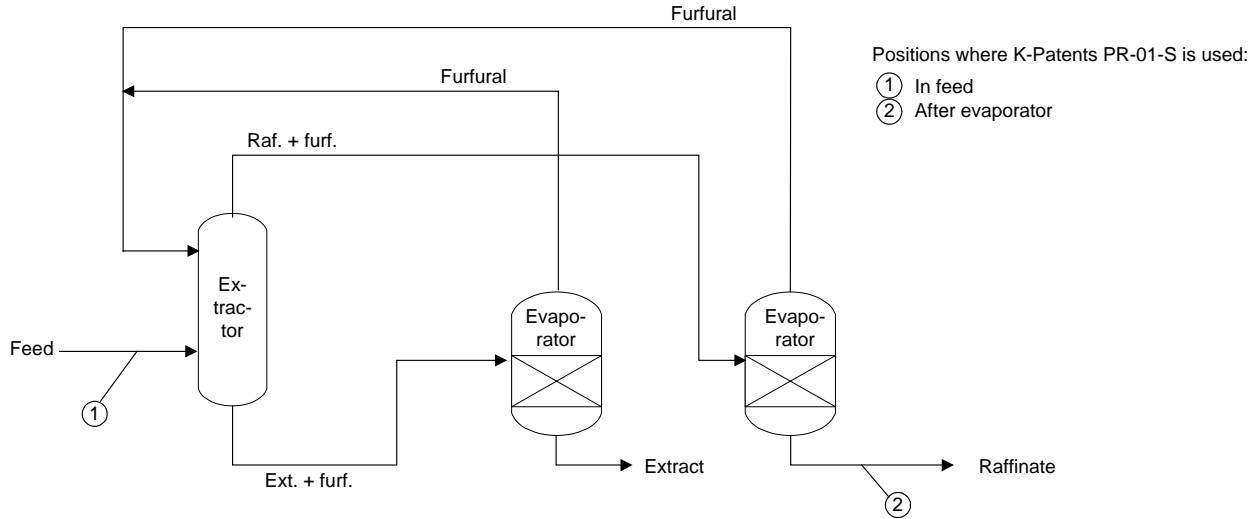 Furfural
Positions where K-Patents PR-01-S is used:
Furfural
1 In feed
2 After evaporator
Raf. + furf.
Ex-
trac-
tor
Evapo-
rator
Evapo-
rator
Feed
1
Extract
Raffinate
Ext. + furf.
2